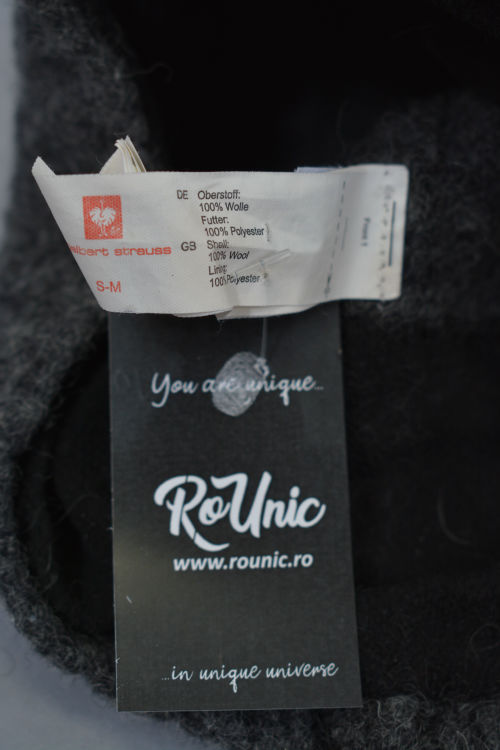 DE Oberstoff:
100% Wolle
Futter:
100% Polyester
elbert strauss
GB Shell:
100% Wool
Lining:
100% Polyester
S-M
You are unique...
RoUnic
www.rounic.ro
...in unique universe